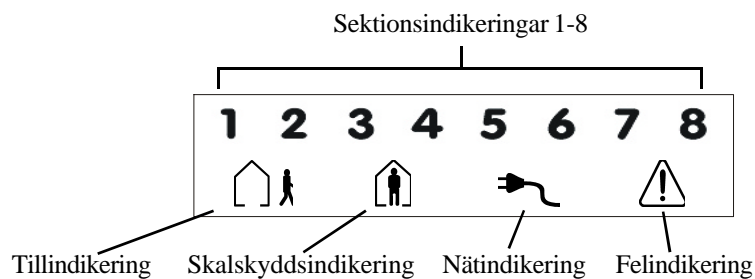 Sektionsindikeringar 1-8
1 2 3 4 5 6 7 8
Tillindikering Skalskyddsindikering Nätindikering Felindikering